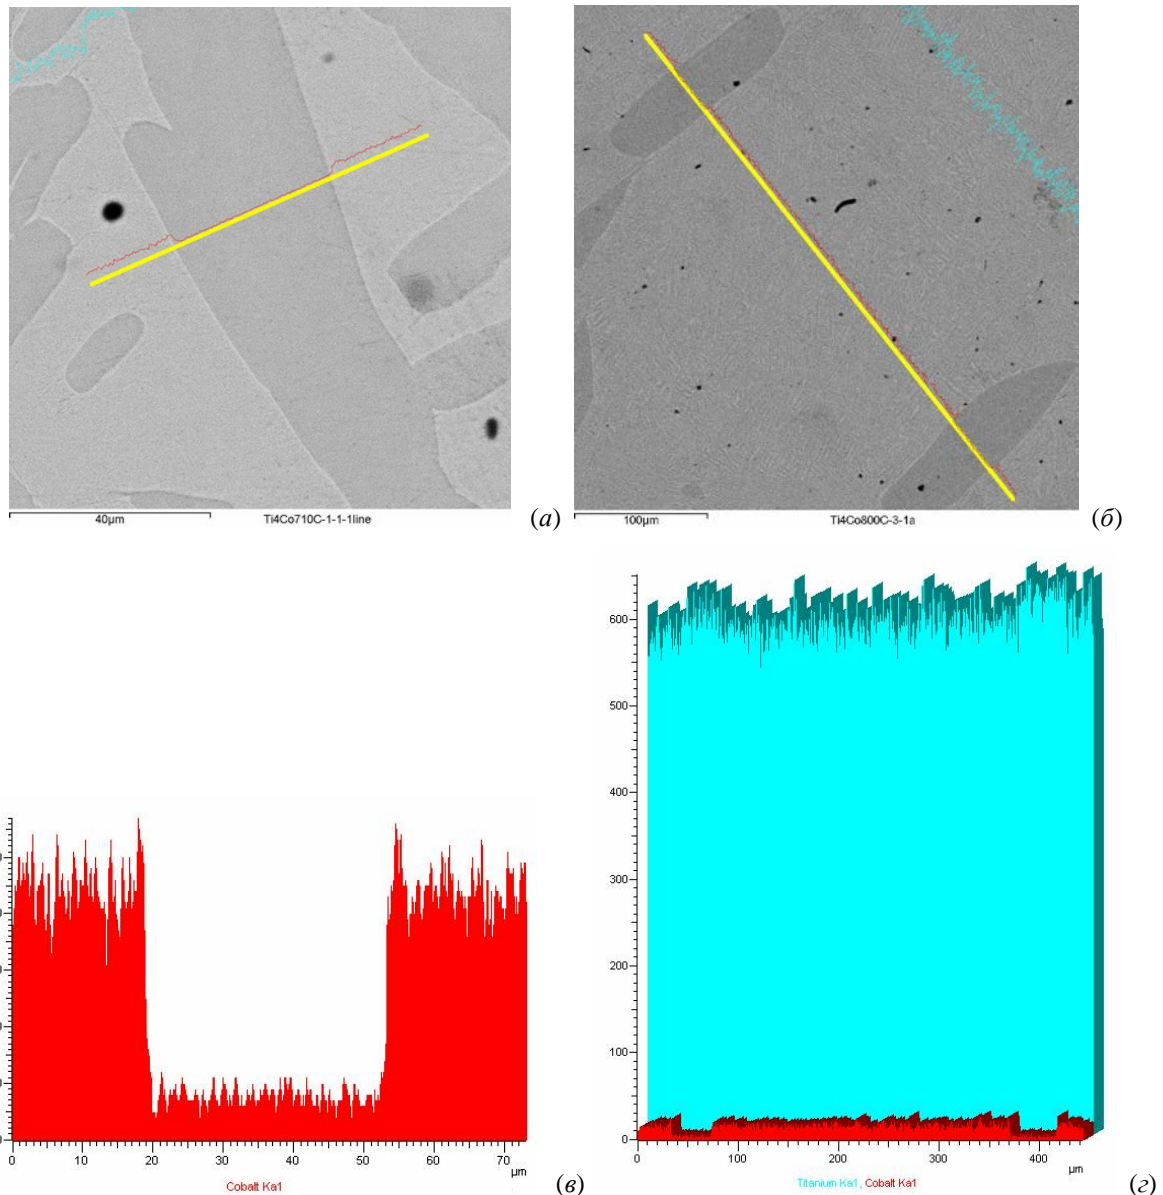 40µm Ti4Co710C-1-1-1line (а)
100µm Ti4Co800C-3-1a (б)
600
500
400
300
200
100
0
0 10 20 30 40 50 60 70
µm
Cobalt Ka1
(в)
0 100 200 300 400
µm
Titanium Ka1, Cobalt Ka1
(г)